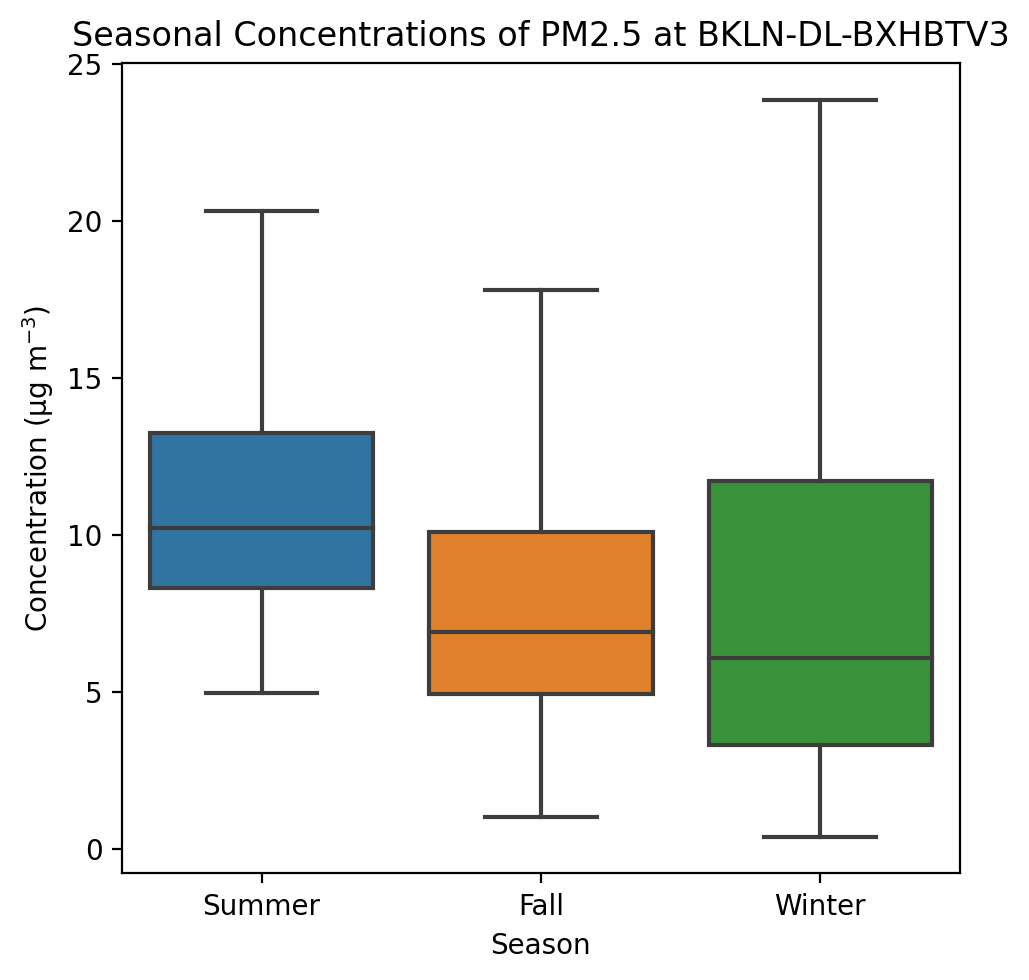 Seasonal Concentrations of PM2.5 at BKLN-DL-BXHBTV3
25
20
15
10
5
0
Concentration (µg m⁻³)
Summer Fall Winter
Season